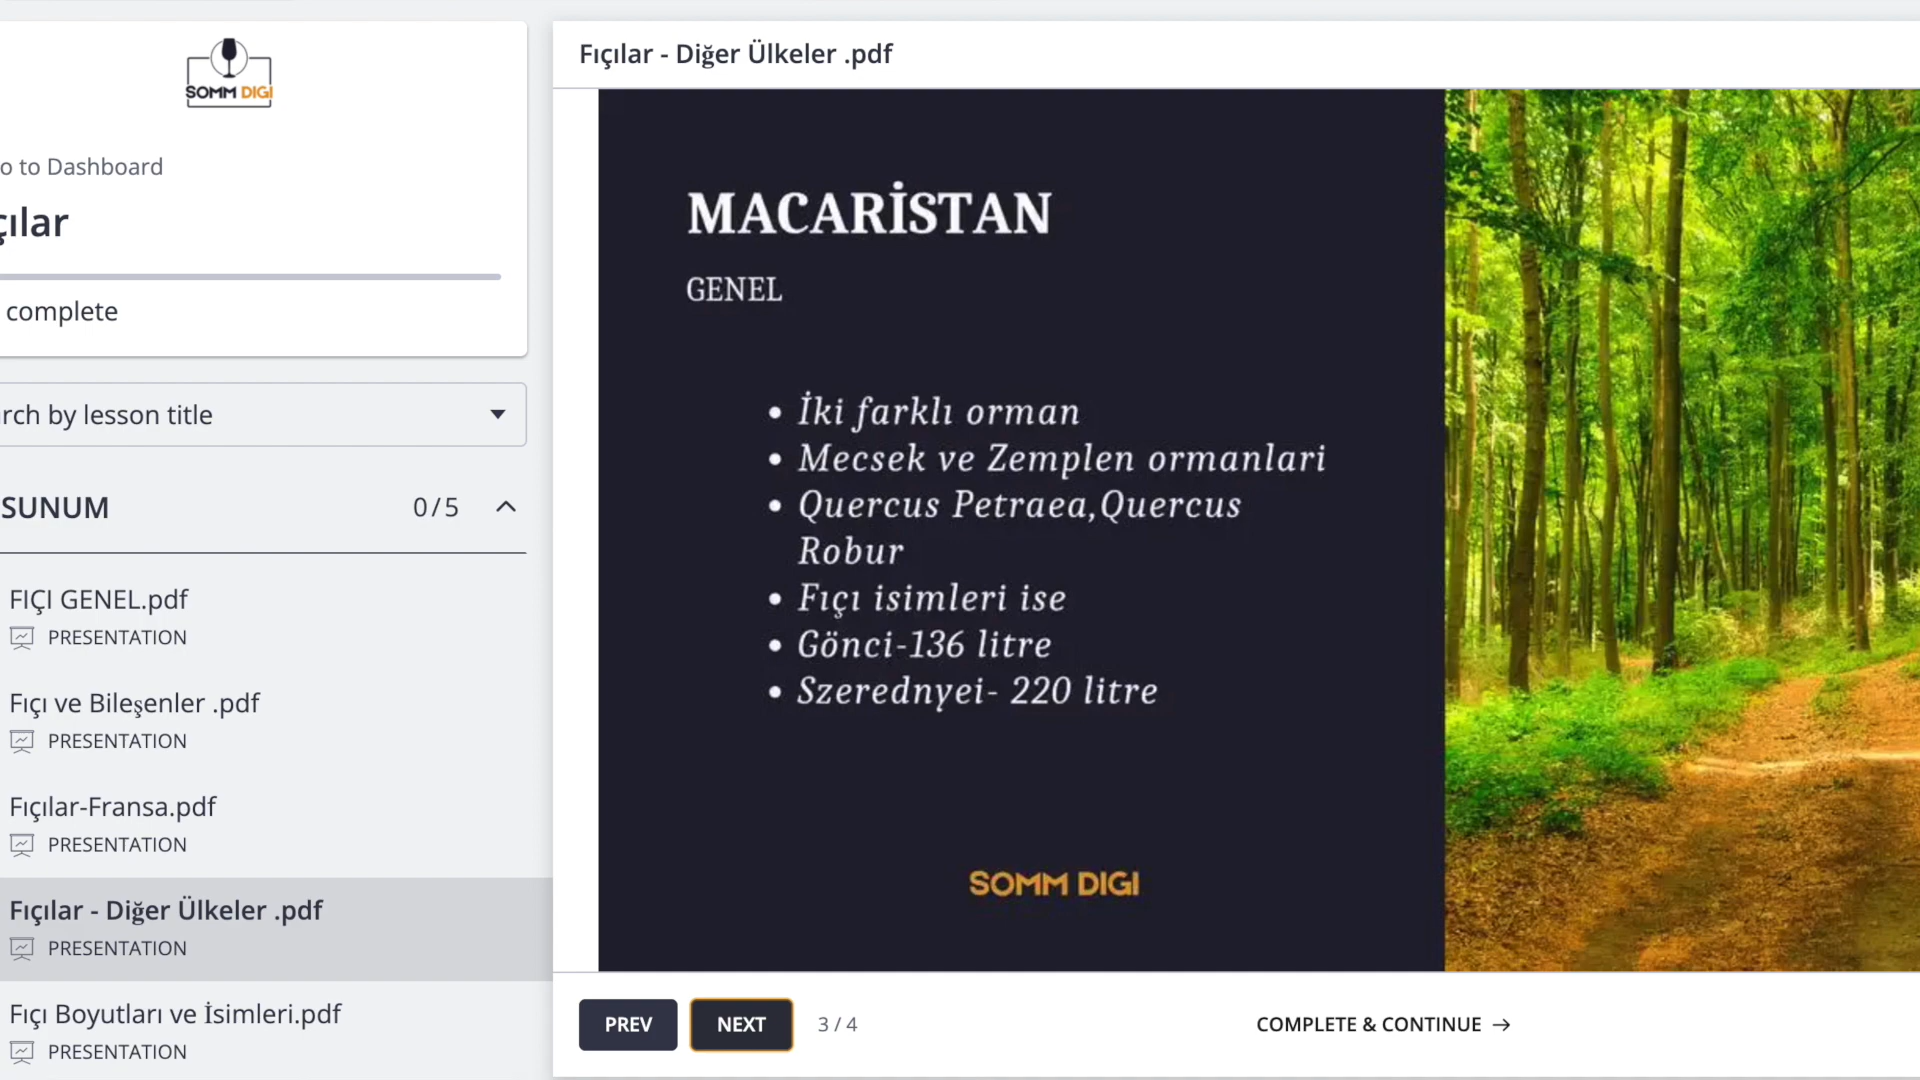 SOMM DIGI
o to Dashboard
çılar
complete
rch by lesson title
SUNUM 0/5
FIÇI GENEL.pdf
PRESENTATION
Fıçı ve Bileşenler .pdf
PRESENTATION
Fıçılar-Fransa.pdf
PRESENTATION
Fıçılar - Diğer Ülkeler .pdf
PRESENTATION
Fıçı Boyutları ve İsimleri.pdf
PRESENTATION
Fıçılar - Diğer Ülkeler .pdf
MACARİSTAN
GENEL
• İki farklı orman
• Mecsek ve Zemplen ormanlari
• Quercus Petraea,Quercus
Robur
• Fıçı isimleri ise
• Gönci-136 litre
• Szerednyei- 220 litre
SOMM DIGI
PREV NEXT 3 / 4 COMPLETE & CONTINUE →